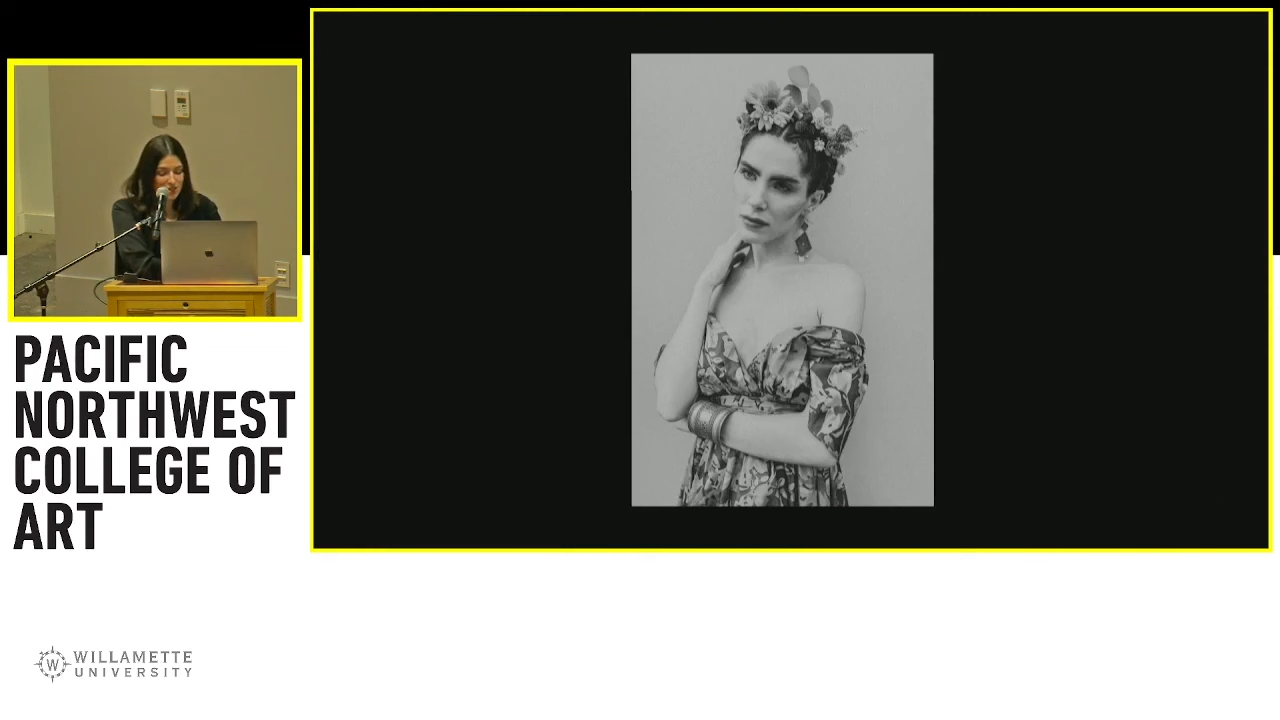 PACIFIC
NORTHWEST
COLLEGE OF
ART
W
WILLAMETTE
UNIVERSITY